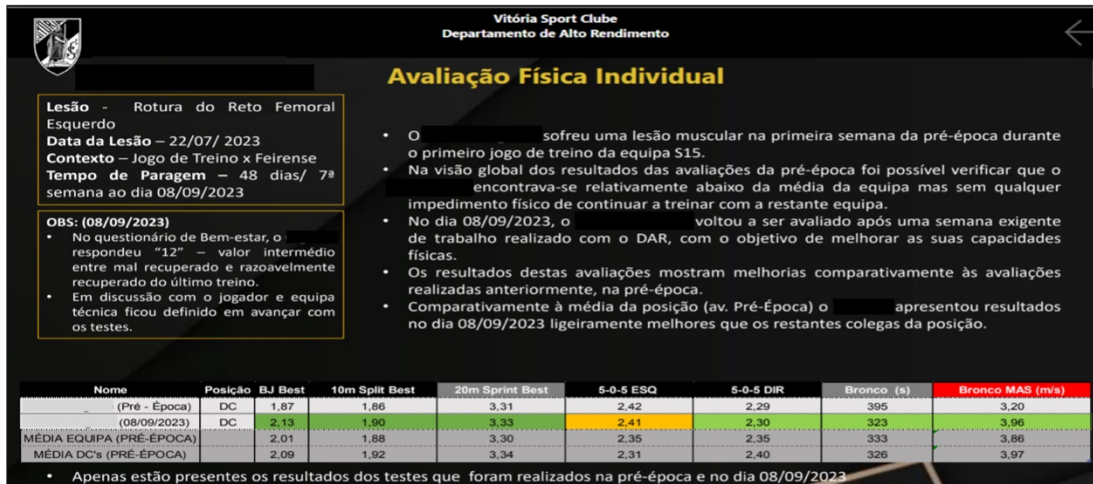 Vitória Sport Clube
Departamento de Alto Rendimento
Avaliação Física Individual
Lesão - Rotura do Reto Femoral
Esquerdo
Data da Lesão – 22/07/ 2023
Contexto – Jogo de Treino x Feirense
Tempo de Paragem – 48 dias/ 7ª
semana ao dia 08/09/2023
OBS: (08/09/2023)
• No questionário de Bem-estar, o
respondeu "12" – valor intermédio
entre mal recuperado e razoavelmente
recuperado do último treino.
• Em discussão com o jogador e equipa
técnica ficou definido em avançar com
os testes.
• O sofreu uma lesão muscular na primeira semana da pré-época durante
o primeiro jogo de treino da equipa S15.
• Na visão global dos resultados das avaliações da pré-época foi possível verificar que o
encontrava-se relativamente abaixo da média da equipa mas sem qualquer
impedimento físico de continuar a treinar com a restante equipa.
• No dia 08/09/2023, o voltou a ser avaliado após uma semana exigente
de trabalho realizado com o DAR, com o objetivo de melhorar as suas capacidades
físicas.
• Os resultados destas avaliações mostram melhorias comparativamente às avaliações
realizadas anteriormente, na pré-época.
• Comparativamente à média da posição (av. Pré-Época) o apresentou resultados
no dia 08/09/2023 ligeiramente melhores que os restantes colegas da posição.
Nome Posição BJ Best 10m Split Best 20m Sprint Best 5-0-5 ESQ 5-0-5 DIR Bronco (s) Bronco MAS (m/s)
(Pré - Época) DC 1,87 1,86 3,31 2,42 2,29 395 3,20
(08/09/2023) DC 2,13 1,90 3,33 2,41 2,30 323 3,96
MÉDIA EQUIPA (PRÉ-ÉPOCA) 2,01 1,88 3,30 2,35 2,35 333 3,86
MÉDIA DC's (PRÉ-ÉPOCA) 2,09 1,92 3,34 2,31 2,40 326 3,97
• Apenas estão presentes os resultados dos testes que foram realizados na pré-época e no dia 08/09/2023